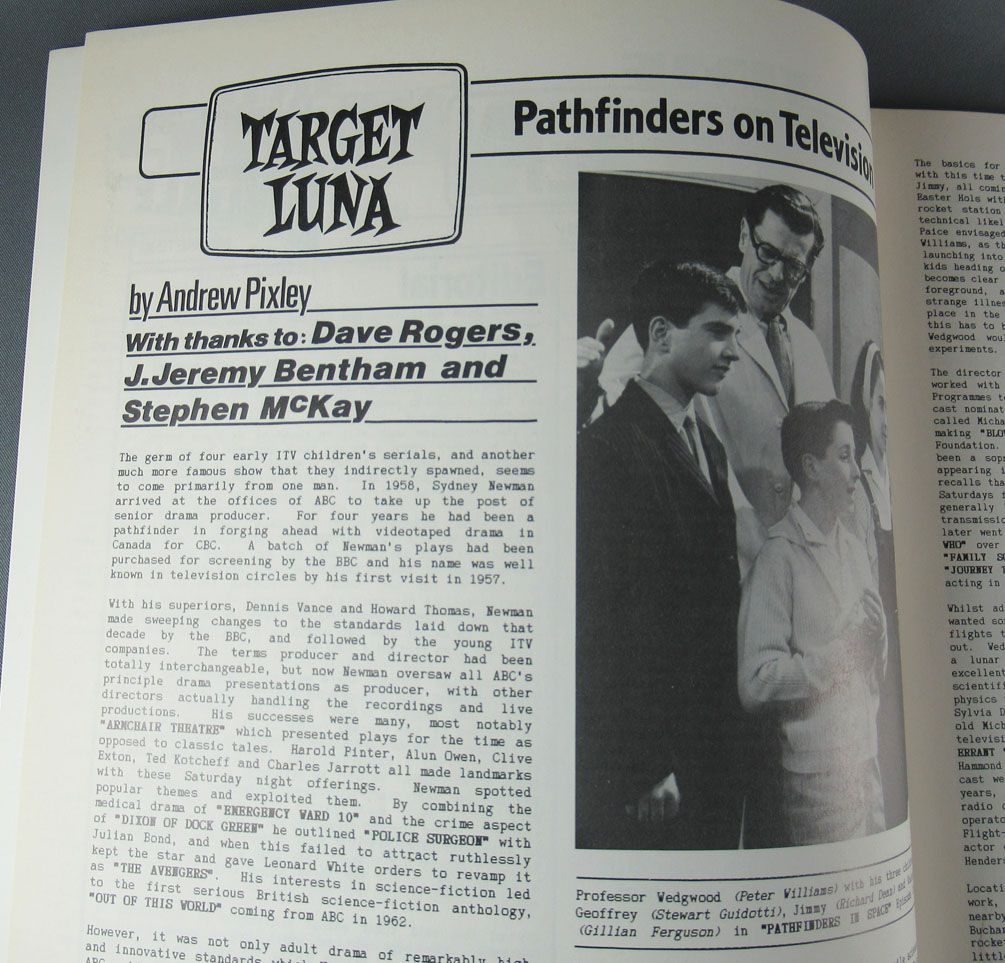 TARGET
LUNA
Pathfinders on Television
by Andrew Pixley
With thanks to: Dave Rogers,
J. Jeremy Bentham and
Stephen McKay
The germ of four early ITV children's serials, and another
much more famous show that they indirectly spawned, seems
to come primarily from one man. In 1958, Sydney Newman
arrived at the offices of ABC to take up the post of
senior drama producer. For four years he had been a
pathfinder in forging ahead with videotaped drama in
Canada for CBC. A batch of Newman's plays had been
purchased for screening by the BBC and his name was well
known in television circles by his first visit in 1957.
With his superiors, Dennis Vance and Howard Thomas, Newman
made sweeping changes to the standards laid down that
decade by the BBC, and followed by the young ITV
companies. The terms producer and director had been
totally interchangeable, but now Newman oversaw all ABC's
principle drama presentations as producer, with other
directors actually handling the recordings and live
productions. His successes were many, most notably
"ARMCHAIR THEATRE" which presented plays for the time as
opposed to classic tales. Harold Pinter, Alun Owen, Clive
Exton, Ted Kotcheff and Charles Jarrott all made landmarks
with these Saturday night offerings. Newman spotted
popular themes and exploited them. By combining the
medical drama of "EMERGENCY WARD 10" and the crime aspect
of "DIXON OF DOCK GREEN" he outlined "POLICE SURGEON" with
Julian Bond, and when this failed to attract ruthlessly
kept the star and gave Leonard White orders to revamp it
as "THE AVENGERS". His interests in science-fiction led
to the first serious British science-fiction anthology,
"OUT OF THIS WORLD" coming from ABC in 1962.
However, it was not only adult drama of remarkably high
and innovative standards which
Professor Wedgwood (Peter Williams) with his three
Geoffrey (Stewart Guidotti), Jimmy (Richard Dean) and
(Gillian Ferguson) in "PATHFINDERS IN SPACE"
The basics for
with this time
Jimmy, all
Easter Hols
rocket station
technical
Paice envisaged
Williams, as
launching into
kids heading
becomes clear
foreground,
strange
place in the
this has to
Wedgwood
experiments.
The director
worked with
Programmes
cast
called
making
Foundation.
been a
appearing
recalls
Saturdays
generally
later went
WHO" over
"FAMILY
"JOURNEY
acting in
Whilst
wanted
flights
out.
a lunar
physics
Sylvia
old
ERRANT
Hammond
cast
years,
radio
actor
work,
nearby